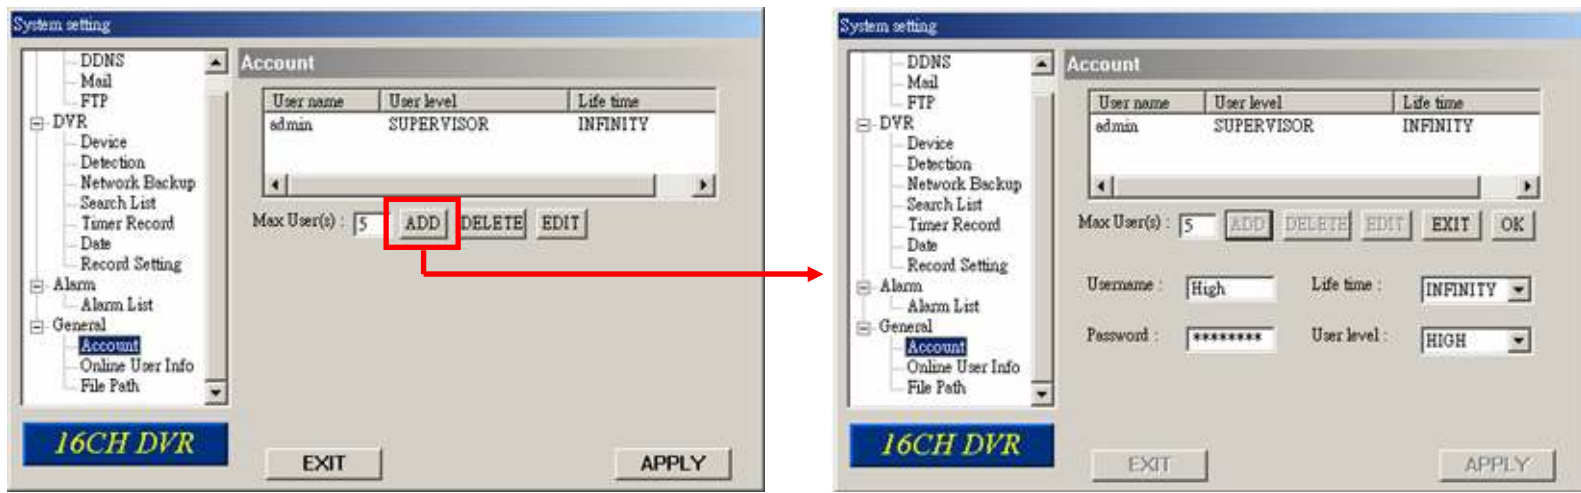 System setting
DDNS
Mail
FTP
DVR
Device
Detection
Network Backup
Search List
Timer Record
Date
Record Setting
Alarm
Alarm List
General
Account
Online User Info
File Path
16CH DVR
Account
User name User level Life time
admin SUPERVISOR INFINITY
Max User(s) : 5 ADD DELETE EDIT
EXIT APPLY
System setting
DDNS
Mail
FTP
DVR
Device
Detection
Network Backup
Search List
Timer Record
Date
Record Setting
Alarm
Alarm List
General
Account
Online User Info
File Path
16CH DVR
Account
User name User level Life time
admin SUPERVISOR INFINITY
Max User(s) : 5 ADD DELETE EDIT EXIT OK
Username : High Life time : INFINITY
Password : ******** User level : HIGH
EXIT APPLY